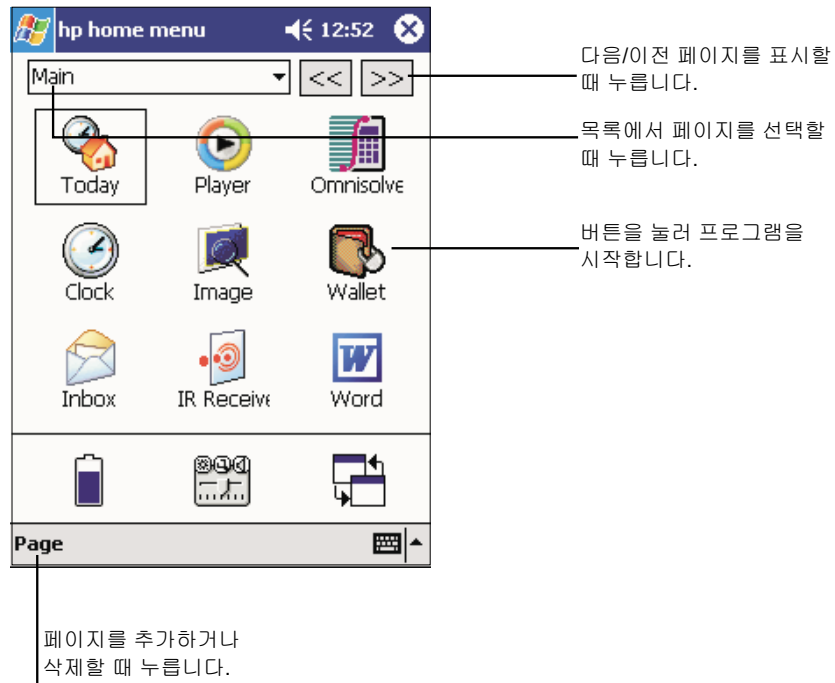 hp home menu 12:52
Main << >>
다음/이전 페이지를 표시할
때 누릅니다.
목록에서 페이지를 선택할
때 누릅니다.
Today Player Omnisolve
버튼을 눌러 프로그램을
시작합니다.
Clock Image Wallet
Inbox IR Receive Word
Page
페이지를 추가하거나
삭제할 때 누릅니다.